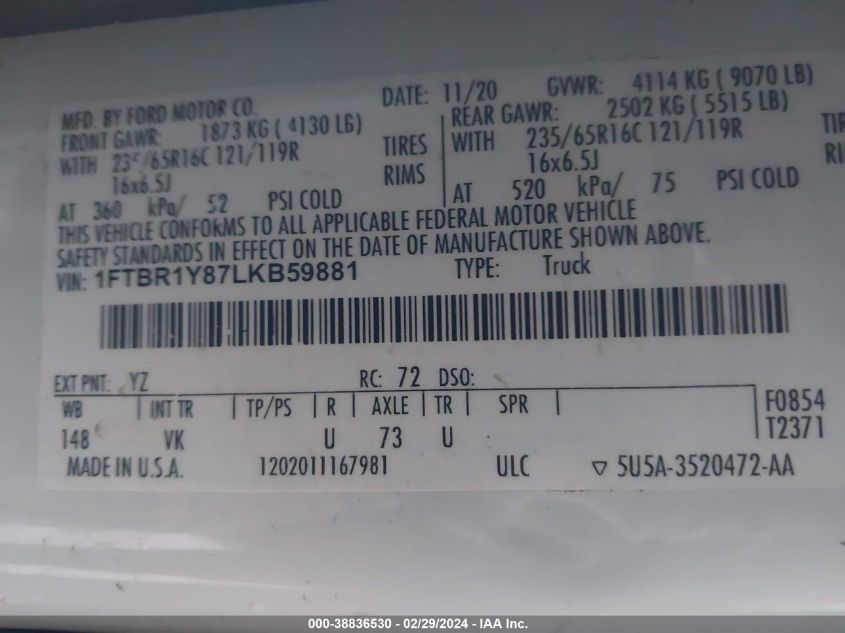 MFD. BY FORD MOTOR CO. DATE: 11/20 GVWR: 4114 KG ( 9070 LB)
FRONT GAWR: 1873 KG ( 4130 LB) REAR GAWR: 2502 KG ( 5515 LB)
WITH 235/65R16C 121/119R TIRES WITH 235/65R16C 121/119R
16x6.5J RIMS 16x6.5J
AT 360 kPa/ 52 PSI COLD AT 520 kPa/ 75 PSI COLD
THIS VEHICLE CONFORMS TO ALL APPLICABLE FEDERAL MOTOR VEHICLE
SAFETY STANDARDS IN EFFECT ON THE DATE OF MANUFACTURE SHOWN ABOVE.
VIN: 1FTBR1Y87LKB59881 TYPE: Truck
EXT PNT: YZ RC: 72 DSO:
WB INT TR TP/PS R AXLE TR SPR F0854
148 VK U 73 U T2371
MADE IN U.S.A. 1202011167981 ULC 5U5A-3520472-AA
000-38836530 - 02/29/2024 - IAA Inc.